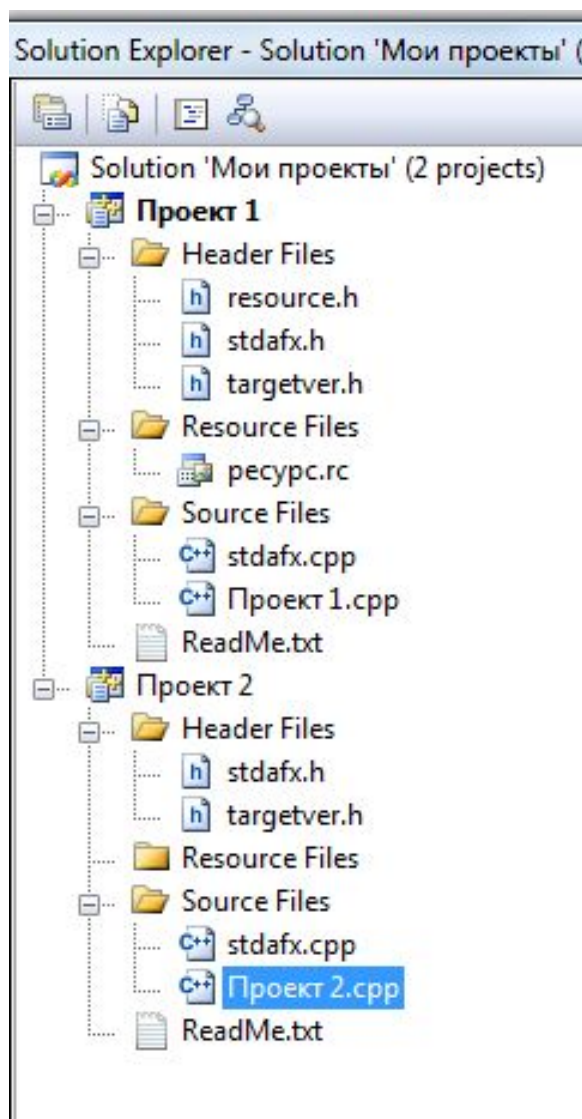 Solution Explorer - Solution 'Мои проекты' (
Solution 'Мои проекты' (2 projects)
Проект 1
Header Files
h resource.h
h stdafx.h
h targetver.h
Resource Files
ресурс.rc
Source Files
C++ stdafx.cpp
C++ Проект 1.cpp
ReadMe.txt
Проект 2
Header Files
h stdafx.h
h targetver.h
Resource Files
Source Files
C++ stdafx.cpp
C++ Проект 2.cpp
ReadMe.txt